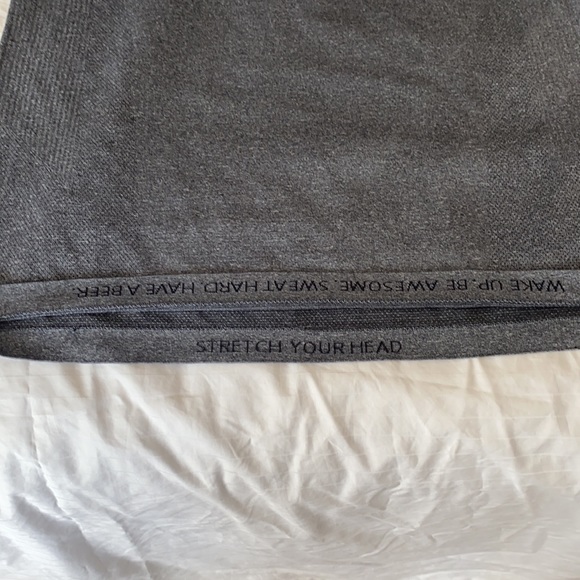 WAKE UP. BE AWESOME. SWEAT HARD. HAVE A BEER.
STRETCH YOUR HEAD